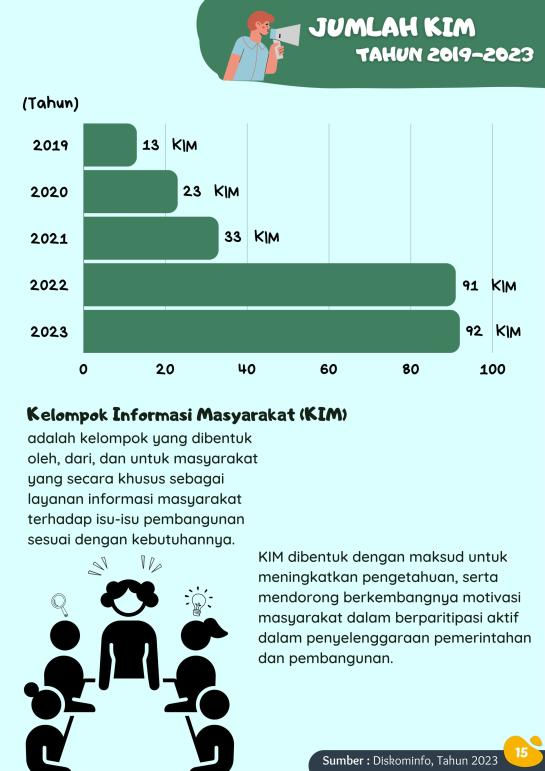 JUMLAH KIM
TAHUN 2019-2023
(Tahun)
2019 13 KIM
2020 23 KIM
2021 33 KIM
2022 91 KIM
2023 92 KIM
0 20 40 60 80 100
Kelompok Informasi Masyarakat (KIM)
adalah kelompok yang dibentuk
oleh, dari, dan untuk masyarakat
yang secara khusus sebagai
layanan informasi masyarakat
terhadap isu-isu pembangunan
sesuai dengan kebutuhannya.
KIM dibentuk dengan maksud untuk
meningkatkan pengetahuan, serta
mendorong berkembangnya motivasi
masyarakat dalam berparitipasi aktif
dalam penyelenggaraan pemerintahan
dan pembangunan.
Sumber : Diskominfo, Tahun 2023
15